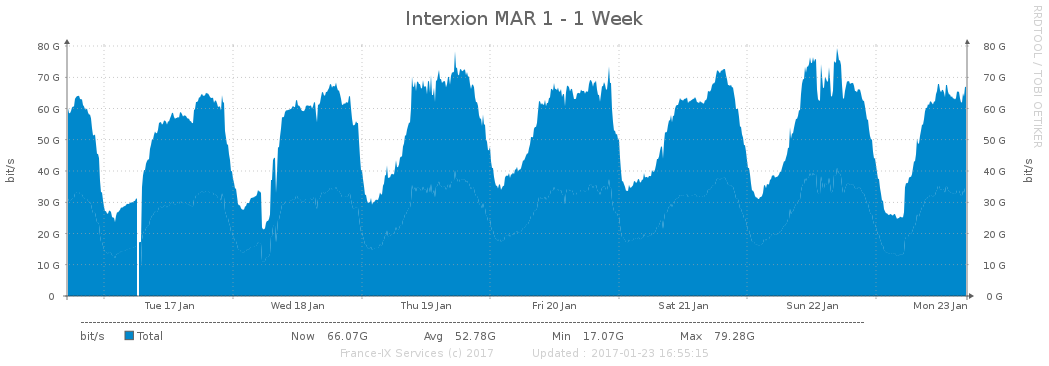 Interxion MAR 1 - 1 Week
RRDTOOL / TOBI OETIKER
80 G 80 G
70 G 70 G
60 G 60 G
50 G 50 G
40 G 40 G
30 G 30 G
20 G 20 G
10 G 10 G
0 0 G
bit/s
bit/s
Tue 17 Jan Wed 18 Jan Thu 19 Jan Fri 20 Jan Sat 21 Jan Sun 22 Jan Mon 23 Jan
bit/s Total Now 66.07G Avg 52.78G Min 17.07G Max 79.28G
France-IX Services (c) 2017 Updated : 2017-01-23 16:55:15